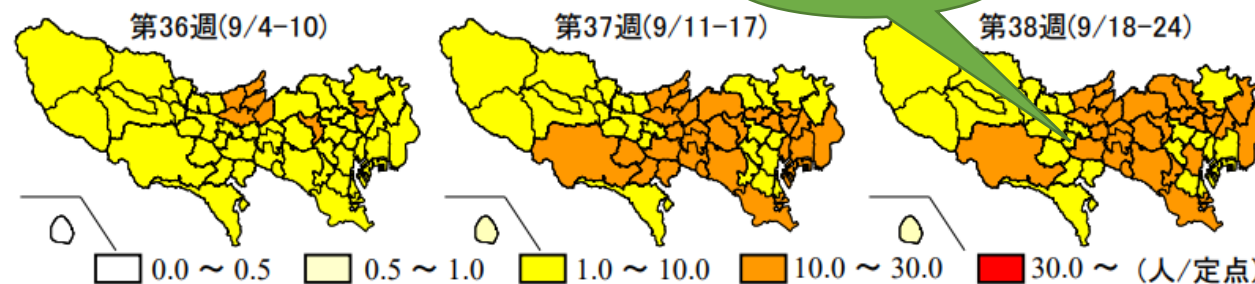 第36週(9/4-10)
第37週(9/11-17)
第38週(9/18-24)
0.0 ～ 0.5
0.5 ～ 1.0
1.0 ～ 10.0
10.0 ～ 30.0
30.0 ～ (人/定点)